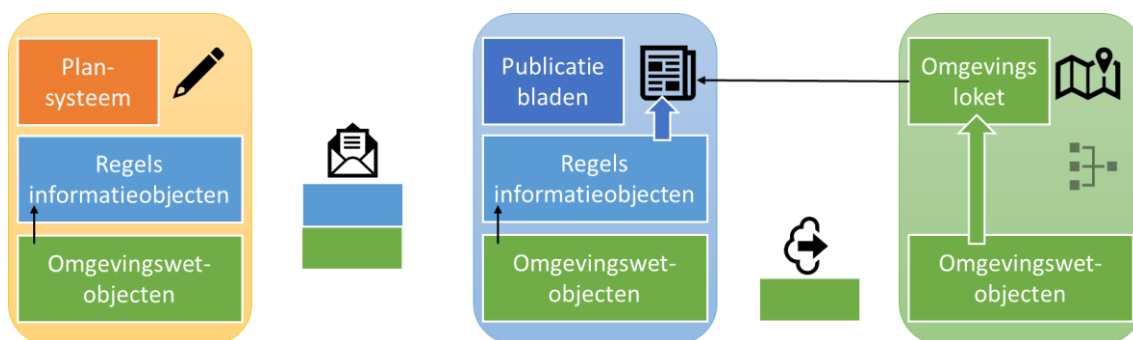 Plan-
systeem
Regels
informatieobjecten
Omgevingswet-
objecten
Publicatie
bladen
Regels
informatieobjecten
Omgevingswet-
objecten
Omgevings
loket
Omgevingswet-
objecten